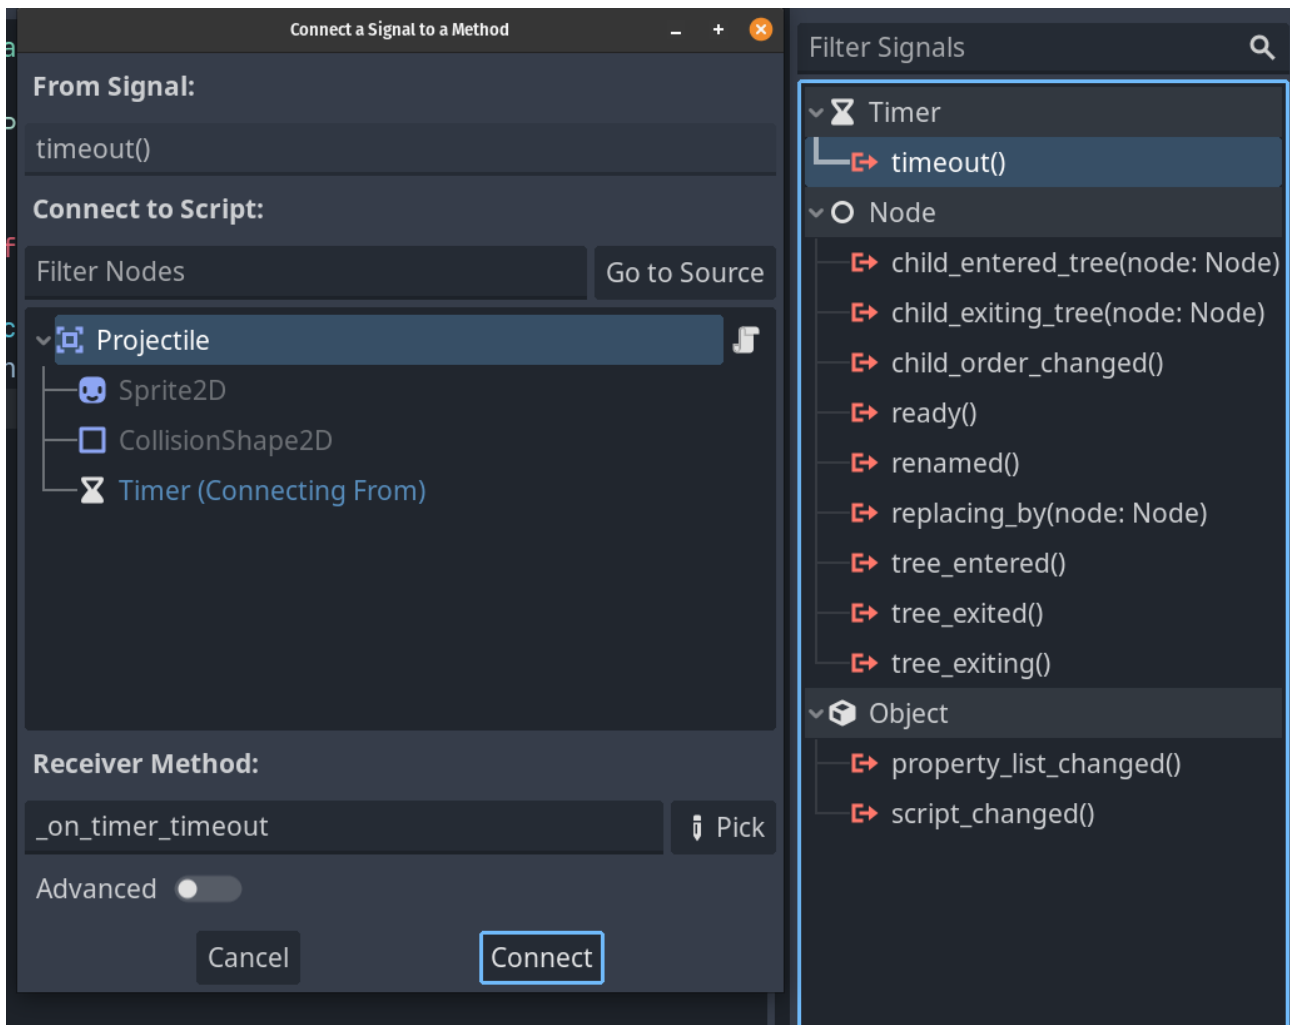 Connect a Signal to a Method
From Signal:
timeout()
Connect to Script:
Filter Nodes
Go to Source
Projectile
Sprite2D
CollisionShape2D
Timer (Connecting From)
Receiver Method:
_on_timer_timeout
Pick
Advanced
Cancel
Connect
Filter Signals
Timer
timeout()
Node
child_entered_tree(node: Node)
child_exiting_tree(node: Node)
child_order_changed()
ready()
renamed()
replacing_by(node: Node)
tree_entered()
tree_exited()
tree_exiting()
Object
property_list_changed()
script_changed()